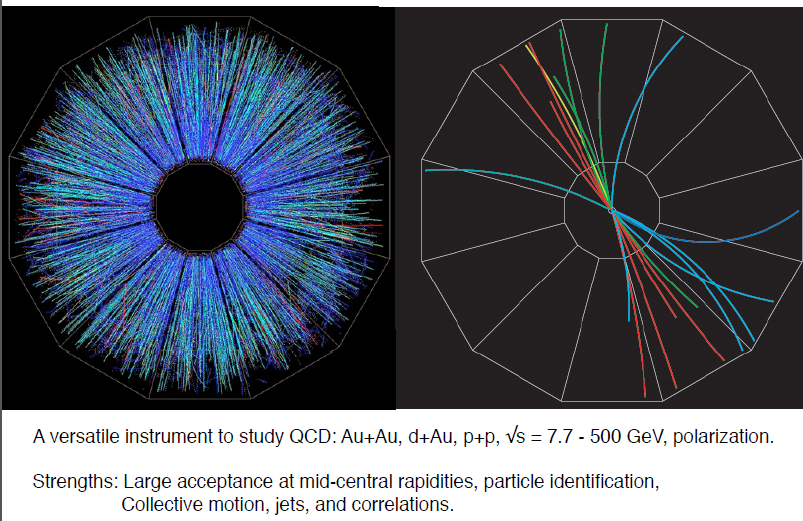 A versatile instrument to study QCD: Au+Au, d+Au, p+p, √s = 7.7 - 500 GeV, polarization.
Strengths: Large acceptance at mid-central rapidities, particle identification,
Collective motion, jets, and correlations.